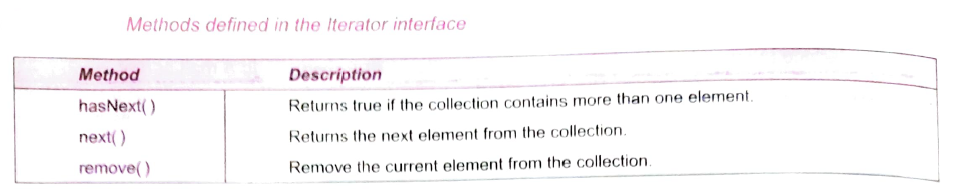 Methods defined in the Iterator interface
Method Description
hasNext( ) Returns true if the collection contains more than one element.
next( ) Returns the next element from the collection.
remove( ) Remove the current element from the collection.